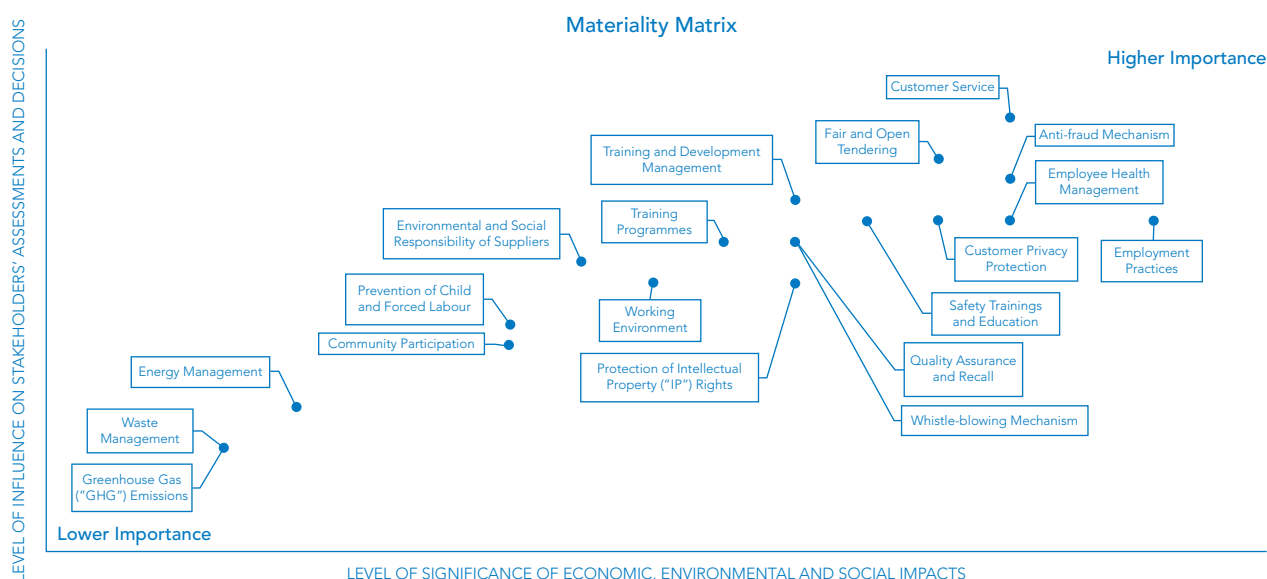 Materiality Matrix
Higher Importance
LEVEL OF INFLUENCE ON STAKEHOLDERS' ASSESSMENTS AND DECISIONS
Customer Service
Fair and Open
Tendering
Anti-fraud Mechanism
Training and Development
Management
Employee Health
Management
Environmental and Social
Responsibility of Suppliers
Training
Programmes
Customer Privacy
Protection
Employment
Practices
Prevention of Child
and Forced Labour
Working
Environment
Safety Trainings
and Education
Community Participation
Energy Management
Protection of Intellectual
Property ("IP") Rights
Quality Assurance
and Recall
Waste
Management
Whistle-blowing Mechanism
Greenhouse Gas
("GHG") Emissions
Lower Importance
LEVEL OF SIGNIFICANCE OF ECONOMIC, ENVIRONMENTAL AND SOCIAL IMPACTS